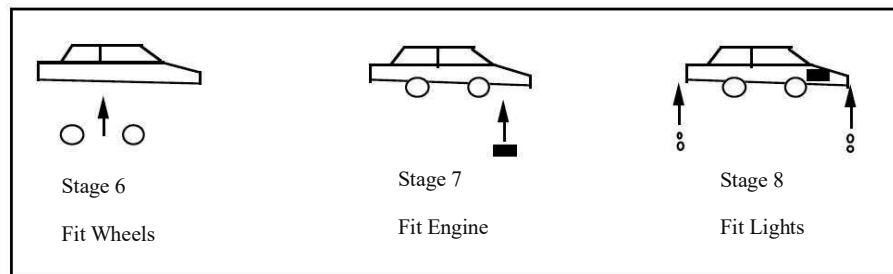 Stage 6
Fit Wheels
Stage 7
Fit Engine
Stage 8
Fit Lights